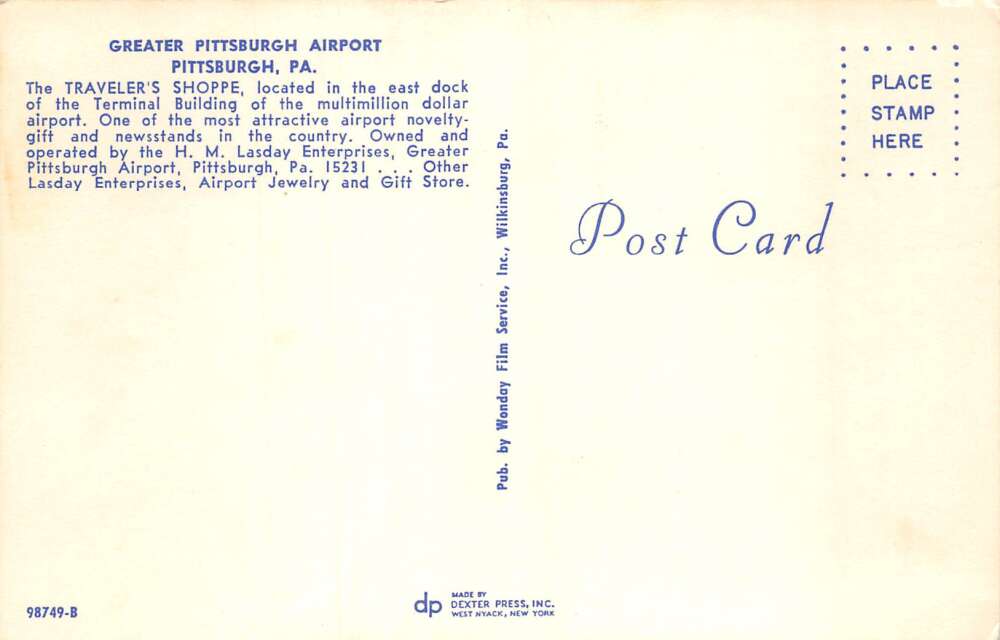 GREATER PITTSBURGH AIRPORT
PITTSBURGH, PA.
The TRAVELER'S SHOPPE, located in the east dock
of the Terminal Building of the multimillion dollar
airport. One of the most attractive airport novelty-
gift and newsstands in the country. Owned and
operated by the H. M. Lasday Enterprises, Greater
Pittsburgh Airport, Pittsburgh, Pa. 15231 . . . Other
Lasday Enterprises, Airport Jewelry and Gift Store.
Pub. by Wonday Film Service, Inc., Wilkinsburg, Pa.
PLACE
STAMP
HERE
Post Card
98749-B
dp
MADE BY
DEXTER PRESS, INC.
WEST NYACK, NEW YORK